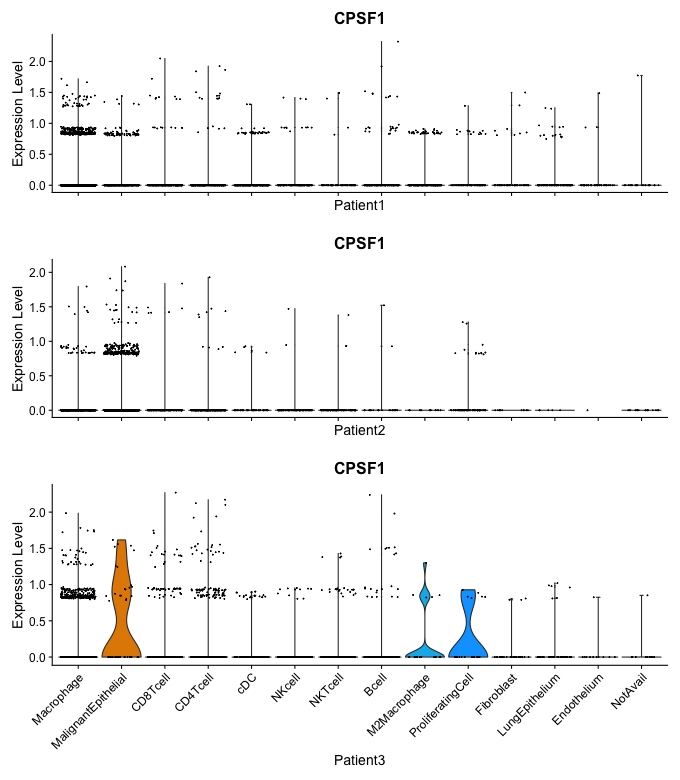 CPSF1
Expression Level
2.0
1.5
1.0
0.5
0.0
Patient1
CPSF1
Expression Level
2.0
1.5
1.0
0.5
0.0
Patient2
CPSF1
Expression Level
2.0
1.5
1.0
0.5
0.0
Macrophage
MalignantEpithelial
CD8Tcell
CD4Tcell
cDC
NKcell
NKTcell
Bcell
M2Macrophage
ProliferatingCell
Fibroblast
LungEpithelium
Endothelium
NotAvail
Patient3